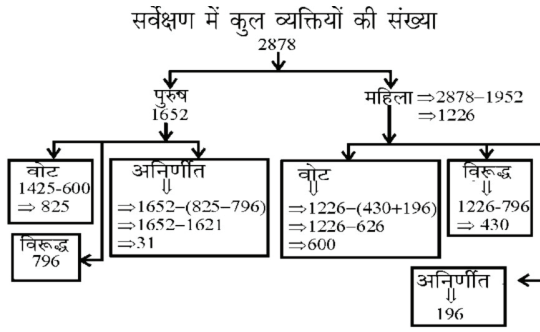 सर्वेक्षण में कुल व्यक्तियों की संख्या
2878
पुरुष
1652
महिला ⇒2878-1952
⇒1226
वोट
1425-600
⇒ 825
विरूद्ध
796
अनिर्णीत
⇓
⇒1652-(825-796)
⇒1652-1621
⇒31
वोट
⇓
⇒1226-(430+196)
⇒1226-626
⇒600
विरूद्ध
⇓
1226-796
⇒ 430
अनिर्णीत
⇓
196